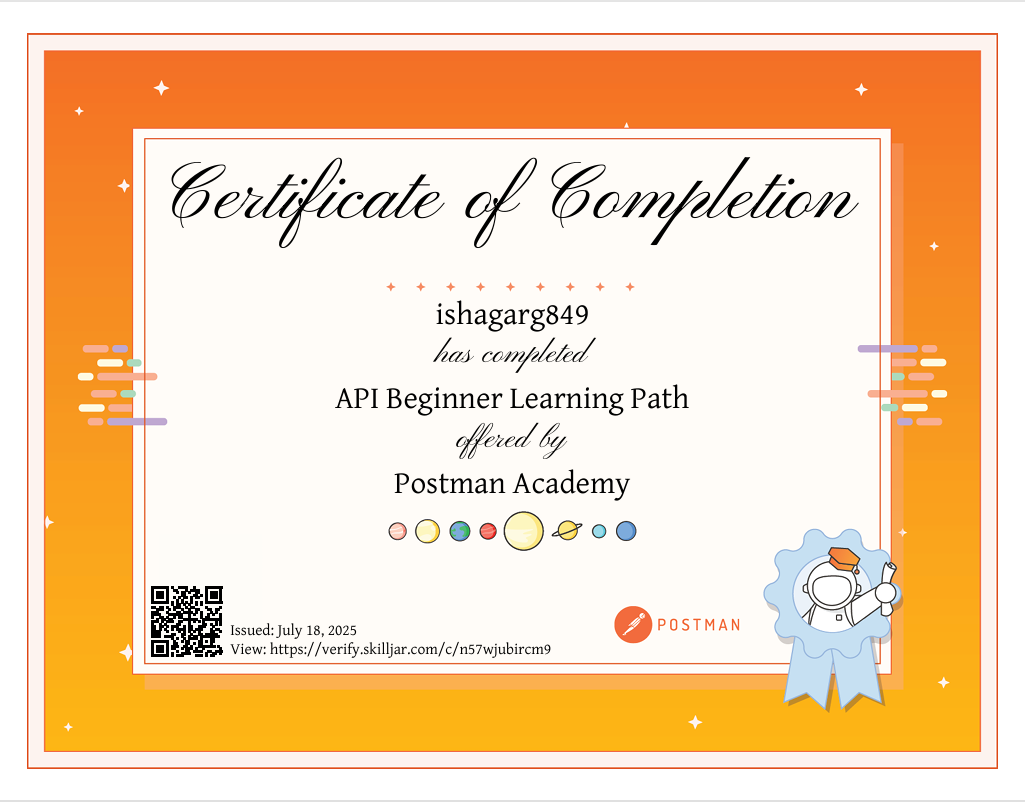 Certificate of Completion
ishagarg849
has completed
API Beginner Learning Path
offered by
Postman Academy
Issued: July 18, 2025
View: https://verify.skilljar.com/c/n57wjubircm9
POSTMAN